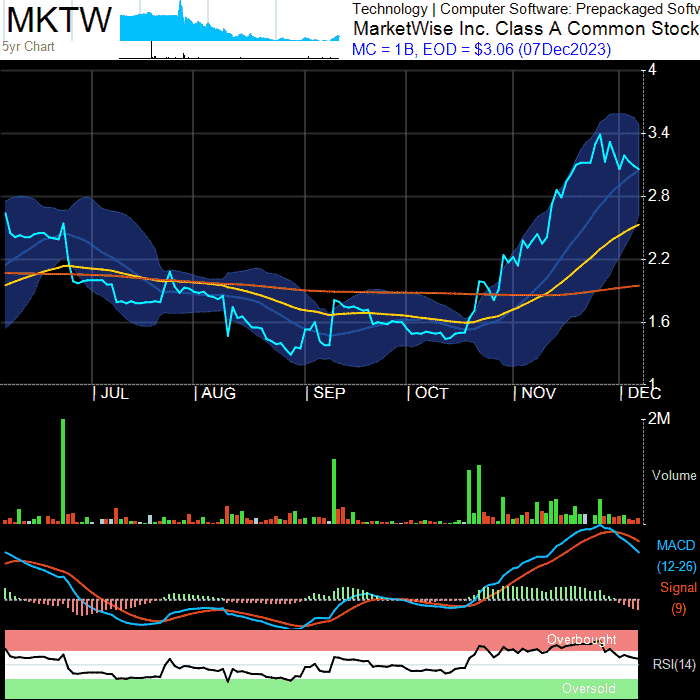 MKTW
Technology | Computer Software: Prepackaged Softw
MarketWise Inc. Class A Common Stock
5yr Chart
MC = 1B, EOD = $3.06 (07Dec2023)
4
3.4
2.8
2.2
1.6
1
| JUL | AUG | SEP | OCT | NOV | DEC
2M
Volume
MACD
(12-26)
Signal
(9)
Overbought
RSI(14)
Oversold